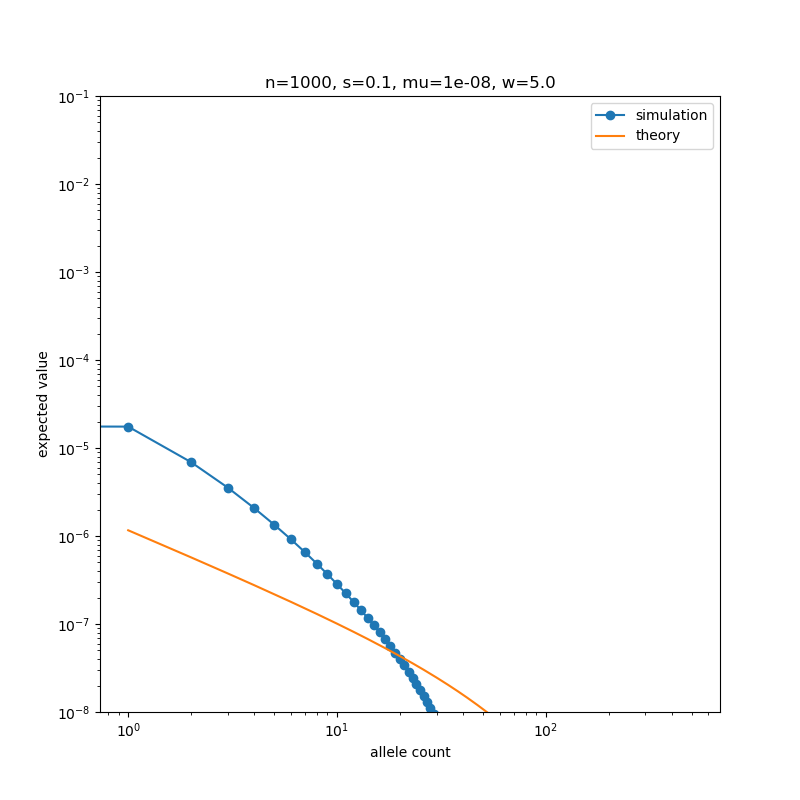 n=1000, s=0.1, mu=1e-08, w=5.0
simulation
theory
10⁻¹
10⁻²
10⁻³
10⁻⁴
10⁻⁵
10⁻⁶
10⁻⁷
10⁻⁸
expected value
10⁰ 10¹ 10²
allele count